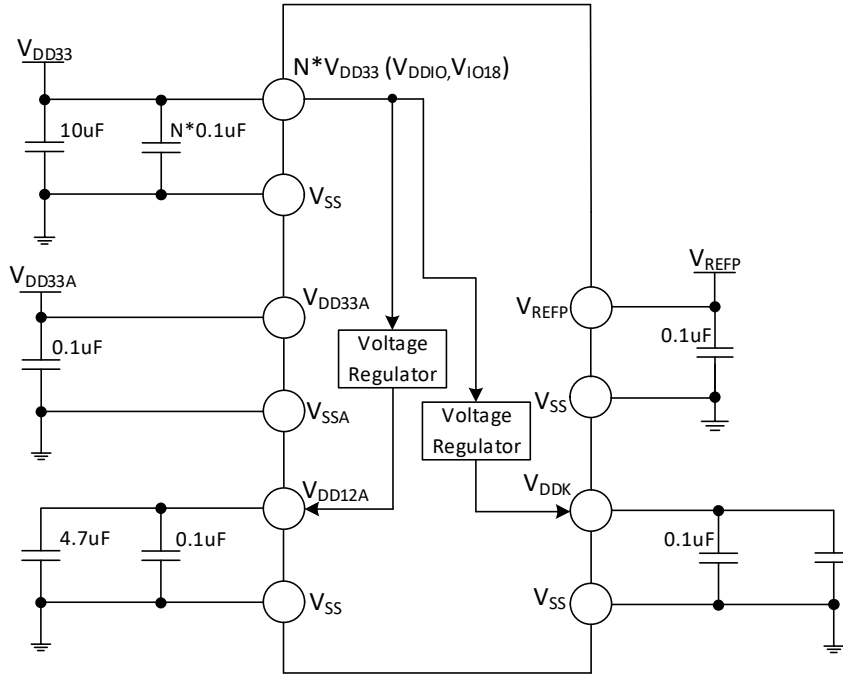 VDD33
N*VDD33 (VDDIO,VIO18)
10uF
N*0.1uF
VSS
VDD33A
VDD33A
0.1uF
VSSA
Voltage
Regulator
Voltage
Regulator
VREFP
VREFP
0.1uF
VSS
VDD12A
4.7uF
0.1uF
VSS
VDDK
0.1uF
VSS